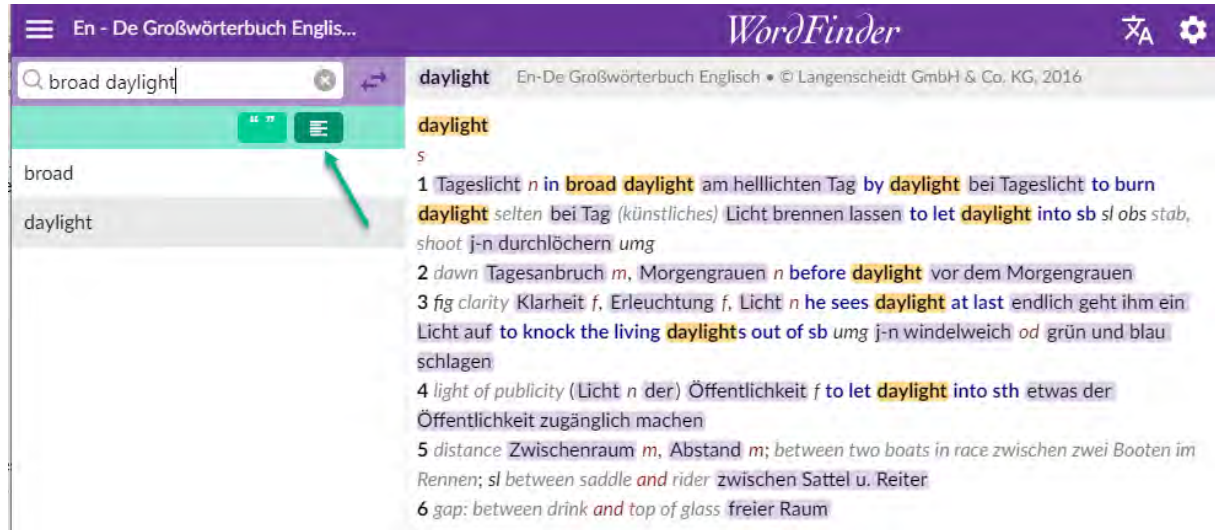 En - De Großwörterbuch Englis...
WordFinder
broad daylight
daylight En-De Großwörterbuch Englisch • © Langenscheidt GmbH & Co. KG, 2016
“ ”
broad
daylight
daylight
s
1 Tageslicht n in broad daylight am helllichten Tag by daylight bei Tageslicht to burn
daylight selten bei Tag (künstliches) Licht brennen lassen to let daylight into sb sl obs stab,
shoot j-n durchlöchern umg
2 dawn Tagesanbruch m, Morgengrauen n before daylight vor dem Morgengrauen
3 fig clarity Klarheit f, Erleuchtung f, Licht n he sees daylight at last endlich geht ihm ein
Licht auf to knock the living daylights out of sb umg j-n windelweich od grün und blau
schlagen
4 light of publicity (Licht n der) Öffentlichkeit f to let daylight into sth etwas der
Öffentlichkeit zugänglich machen
5 distance Zwischenraum m, Abstand m; between two boats in race zwischen zwei Booten im
Rennen; sl between saddle and rider zwischen Sattel u. Reiter
6 gap: between drink and top of glass freier Raum